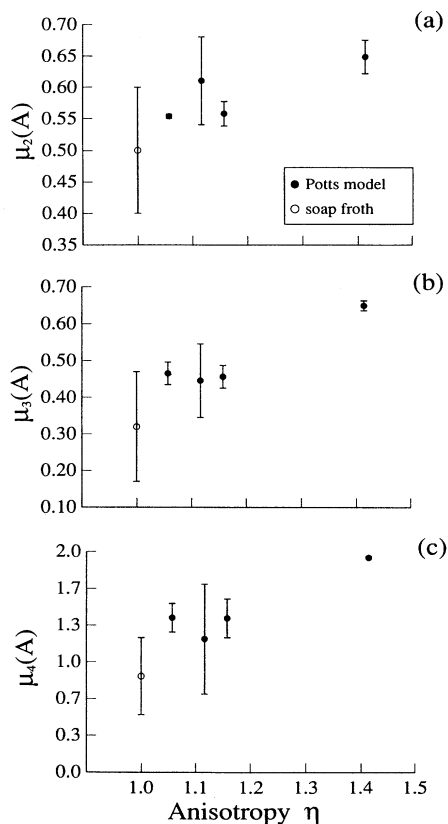 (a)
0.70
0.65
0.60
0.55
0.50
0.45
0.40
0.35
μ2(A)
● Potts model
○ soap froth
(b)
0.70
0.60
0.50
0.40
0.30
0.20
0.10
μ3(A)
(c)
2.0
1.7
1.3
1.0
0.7
0.3
0.0
μ4(A)
1.0 1.1 1.2 1.3 1.4 1.5
Anisotropy η